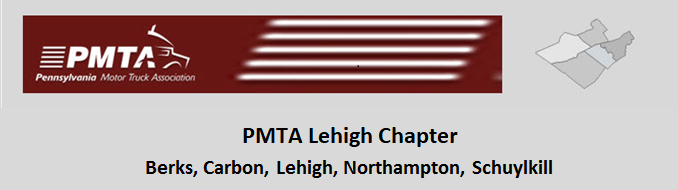 PMTA
Pennsylvania Motor Truck Association
PMTA Lehigh Chapter
Berks, Carbon, Lehigh, Northampton, Schuylkill